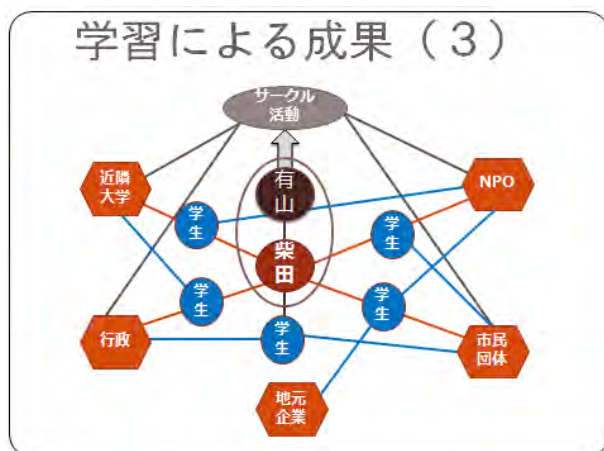 学習による成果（３）
サークル
活動
近隣
大学
有
山
NPO
学
生
学
生
柴
田
学
生
学
生
行政
学
生
市民
団体
地元
企業